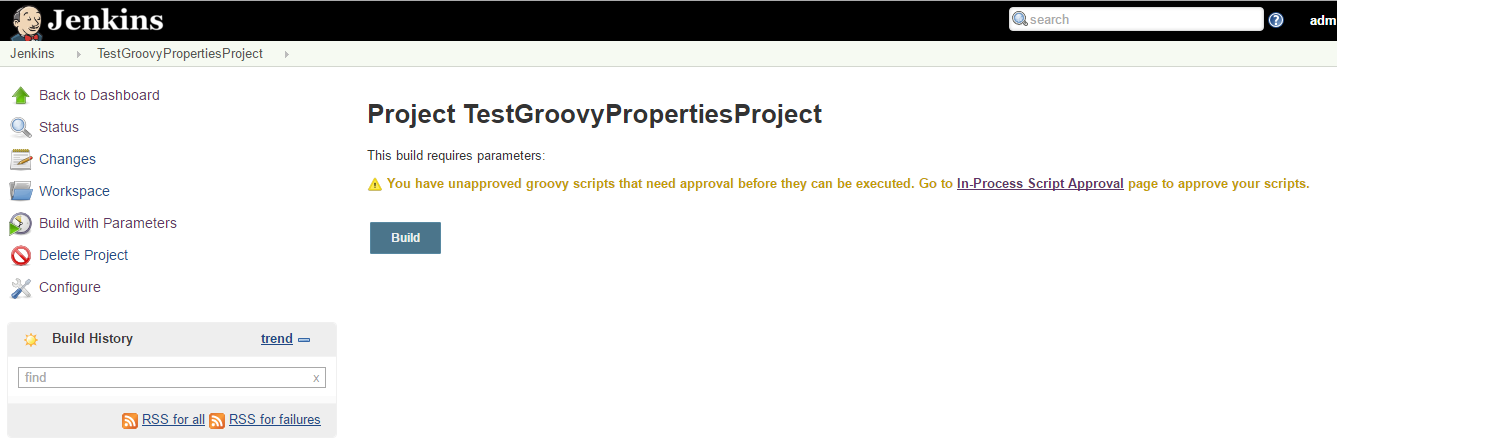 Jenkins
search
adm
Jenkins TestGroovyPropertiesProject
Back to Dashboard
Status
Changes
Workspace
Build with Parameters
Delete Project
Configure
Build History trend
find x
RSS for all RSS for failures
Project TestGroovyPropertiesProject
This build requires parameters:
You have unapproved groovy scripts that need approval before they can be executed. Go to In-Process Script Approval page to approve your scripts.
Build